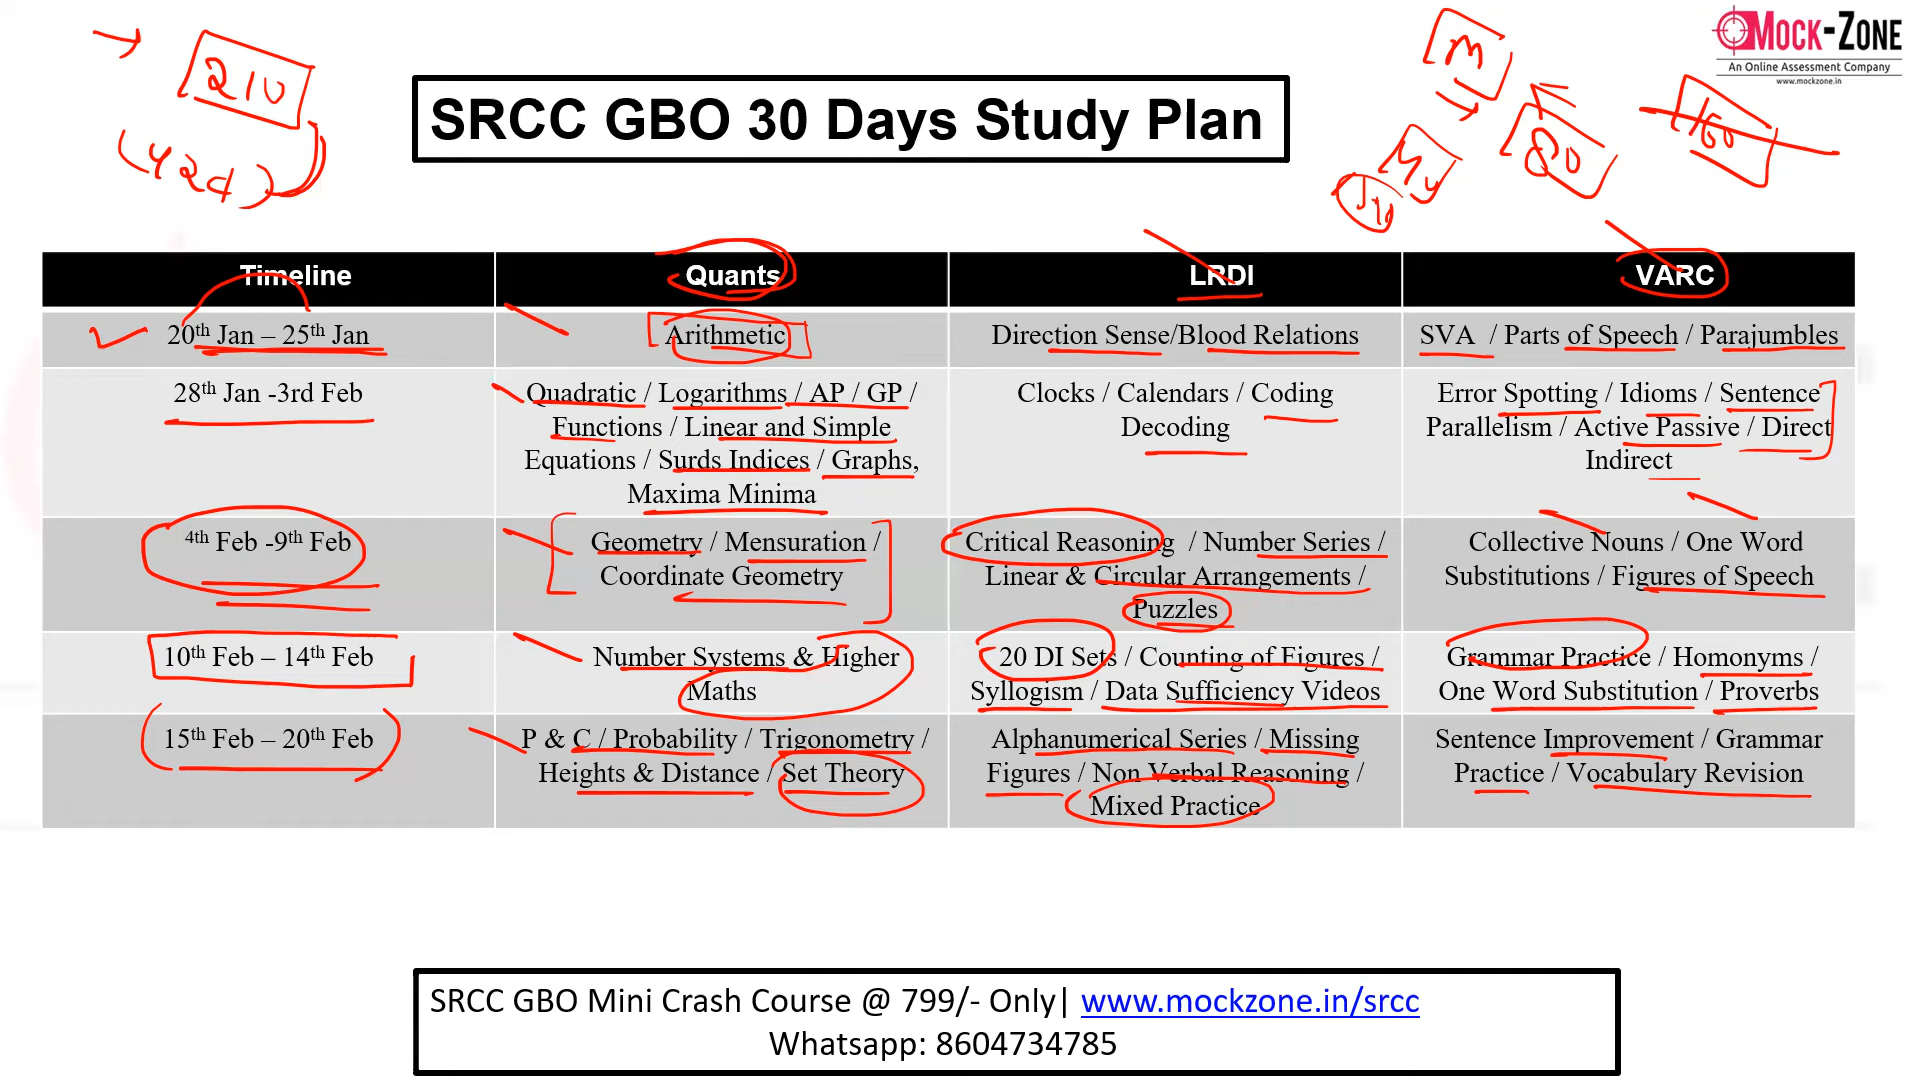 → 210
(424)
M
→ 80
160
My
MOCK-ZONE
An Online Assessment Company
www.mockzone.in
SRCC GBO 30 Days Study Plan
Timeline Quants LRDI VARC
20th Jan – 25th Jan Arithmetic Direction Sense/Blood Relations SVA / Parts of Speech / Parajumbles
28th Jan -3rd Feb Quadratic / Logarithms / AP / GP / Clocks / Calendars / Coding Error Spotting / Idioms / Sentence
Functions / Linear and Simple Decoding Parallelism / Active Passive / Direct
Equations / Surds Indices / Graphs, Indirect
Maxima Minima
4th Feb -9th Feb Geometry / Mensuration / Critical Reasoning / Number Series / Collective Nouns / One Word
Coordinate Geometry Linear & Circular Arrangements / Substitutions / Figures of Speech
Puzzles
10th Feb – 14th Feb Number Systems & Higher 20 DI Sets / Counting of Figures / Grammar Practice / Homonyms /
Maths Syllogism / Data Sufficiency Videos One Word Substitution / Proverbs
15th Feb – 20th Feb P & C / Probability / Trigonometry / Alphanumerical Series / Missing Sentence Improvement / Grammar
Heights & Distance / Set Theory Figures / Non Verbal Reasoning / Practice / Vocabulary Revision
Mixed Practice
SRCC GBO Mini Crash Course @ 799/- Only| www.mockzone.in/srcc
Whatsapp: 8604734785